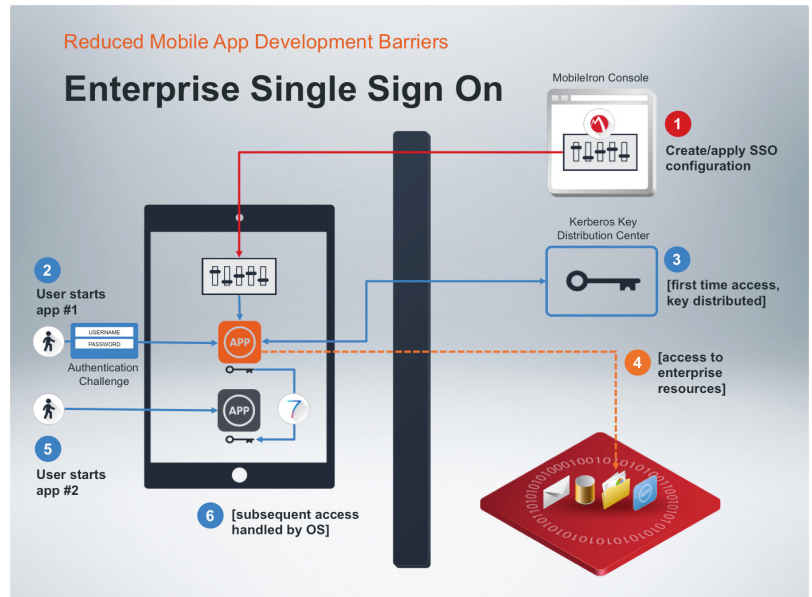 Reduced Mobile App Development Barriers
Enterprise Single Sign On
MobileIron Console
1
Create/apply SSO
configuration
Kerberos Key
Distribution Center
3
[first time access,
key distributed]
2
User starts
app #1
USERNAME
PASSWORD
Authentication
Challenge
APP
4
[access to
enterprise
resources]
APP
7
5
User starts
app #2
6
[subsequent access
handled by OS]
APP